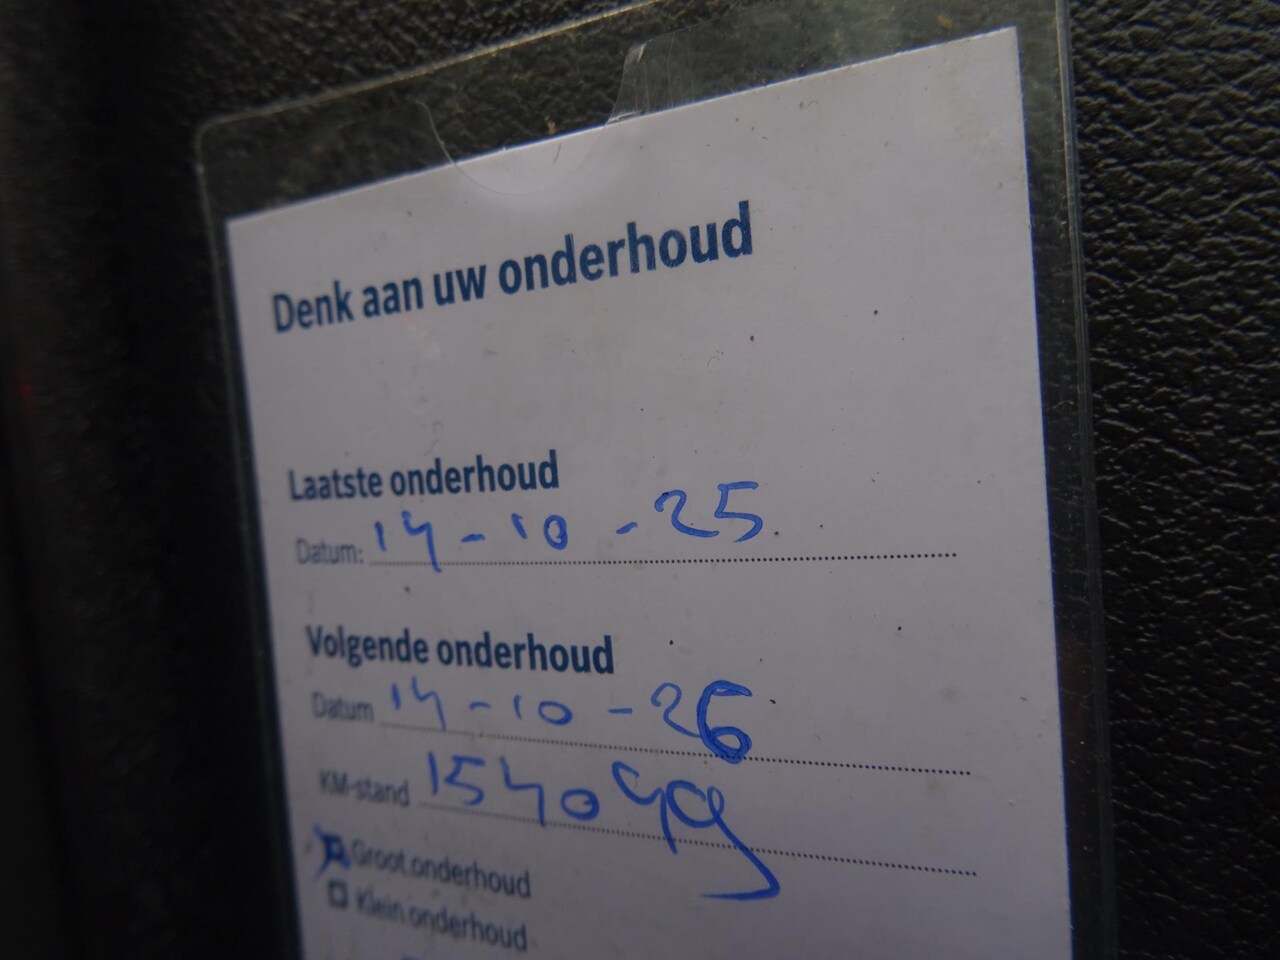 Denk aan uw onderhoud
Laatste onderhoud
Datum: 14-10-25
Volgende onderhoud
Datum 14-10-26
KM-stand 154049
Groot onderhoud
Klein onderhoud